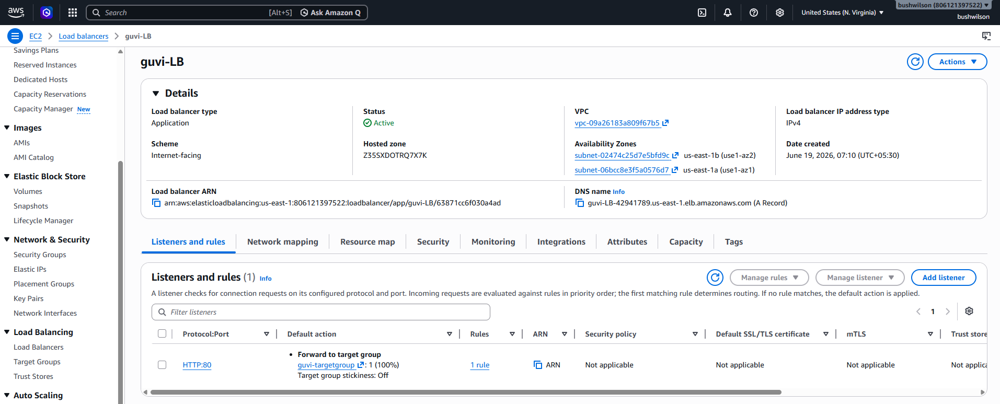 aws
Search [Alt+S] Ask Amazon Q
United States (N. Virginia)
bushwilson (806121397522)
bushwilson
EC2 Load balancers guvi-LB
Savings Plans
Reserved Instances
Dedicated Hosts
Capacity Reservations
Capacity Manager New
Images
AMIs
AMI Catalog
Elastic Block Store
Volumes
Snapshots
Lifecycle Manager
Network & Security
Security Groups
Elastic IPs
Placement Groups
Key Pairs
Network Interfaces
Load Balancing
Load Balancers
Target Groups
Trust Stores
Auto Scaling
guvi-LB
Actions
Details
Load balancer type
Application
Status
Active
VPC
vpc-09a26183a809f67b5
Load balancer IP address type
IPv4
Scheme
Internet-facing
Hosted zone
Z35SXDOTRQ7X7K
Availability Zones
subnet-02474c25d7e5bfd9c us-east-1b (use1-az2)
subnet-06bcc8e3f5a0576d7 us-east-1a (use1-az1)
Date created
June 19, 2026, 07:10 (UTC+05:30)
Load balancer ARN
arn:aws:elasticloadbalancing:us-east-1:806121397522:loadbalancer/app/guvi-LB/63871cc6f030a4ad
DNS name Info
guvi-LB-42941789.us-east-1.elb.amazonaws.com (A Record)
Listeners and rules Network mapping Resource map Security Monitoring Integrations Attributes Capacity Tags
Listeners and rules (1) Info
Manage rules Manage listener Add listener
A listener checks for connection requests on its configured protocol and port. Incoming requests are evaluated against rules in priority order; the first matching rule determines routing. If no rule matches, the default action is applied.
Filter listeners
1
Protocol:Port Default action Rules ARN Security policy Default SSL/TLS certificate mTLS Trust store
HTTP:80
• Forward to target group
guvi-targetgroup : 1 (100%)
Target group stickiness: Off
1 rule ARN Not applicable Not applicable Not applicable Not applica